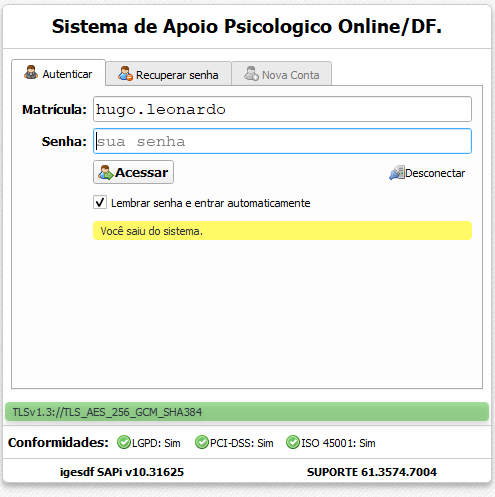 Sistema de Apoio Psicologico Online/DF.
Autenticar Recuperar senha Nova Conta
Matrícula: hugo.leonardo
Senha: sua senha
Acessar Desconectar
Lembrar senha e entrar automaticamente
Você saiu do sistema.
TLSv1.3://TLS_AES_256_GCM_SHA384
Conformidades: LGPD: Sim PCI-DSS: Sim ISO 45001: Sim
igesdf SAPi v10.31625 SUPORTE 61.3574.7004